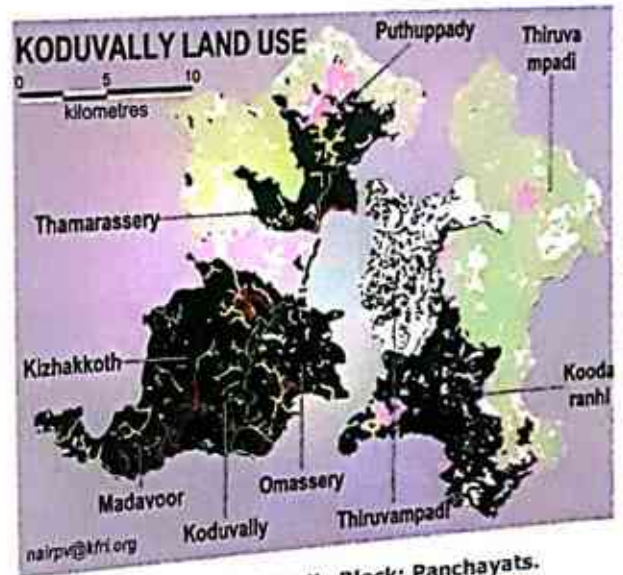 KODUVALLY LAND USE
0 5 10
kilometres
Puthuppady
Thiruva
mpadi
Thamarassery
Kizhakkoth
Kooda
ranhi
Madavoor
Koduvally
Omassery
Thiruvampadi
nairpv@kfri.org
Block: Panchayats.